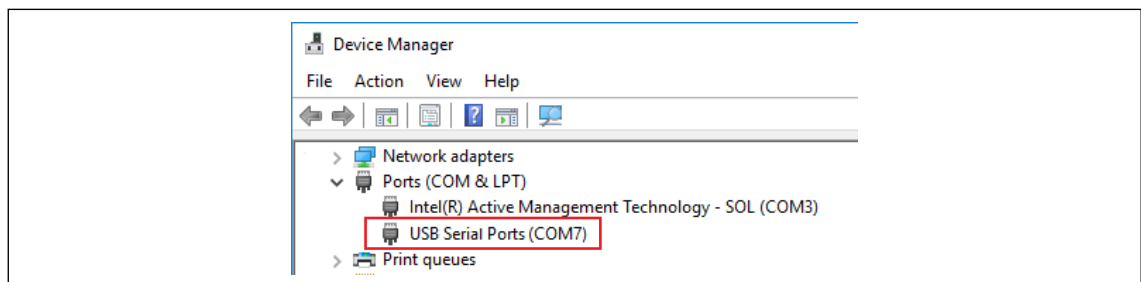 Device Manager
File Action View Help
Network adapters
Ports (COM & LPT)
Intel(R) Active Management Technology - SOL (COM3)
USB Serial Ports (COM7)
Print queues